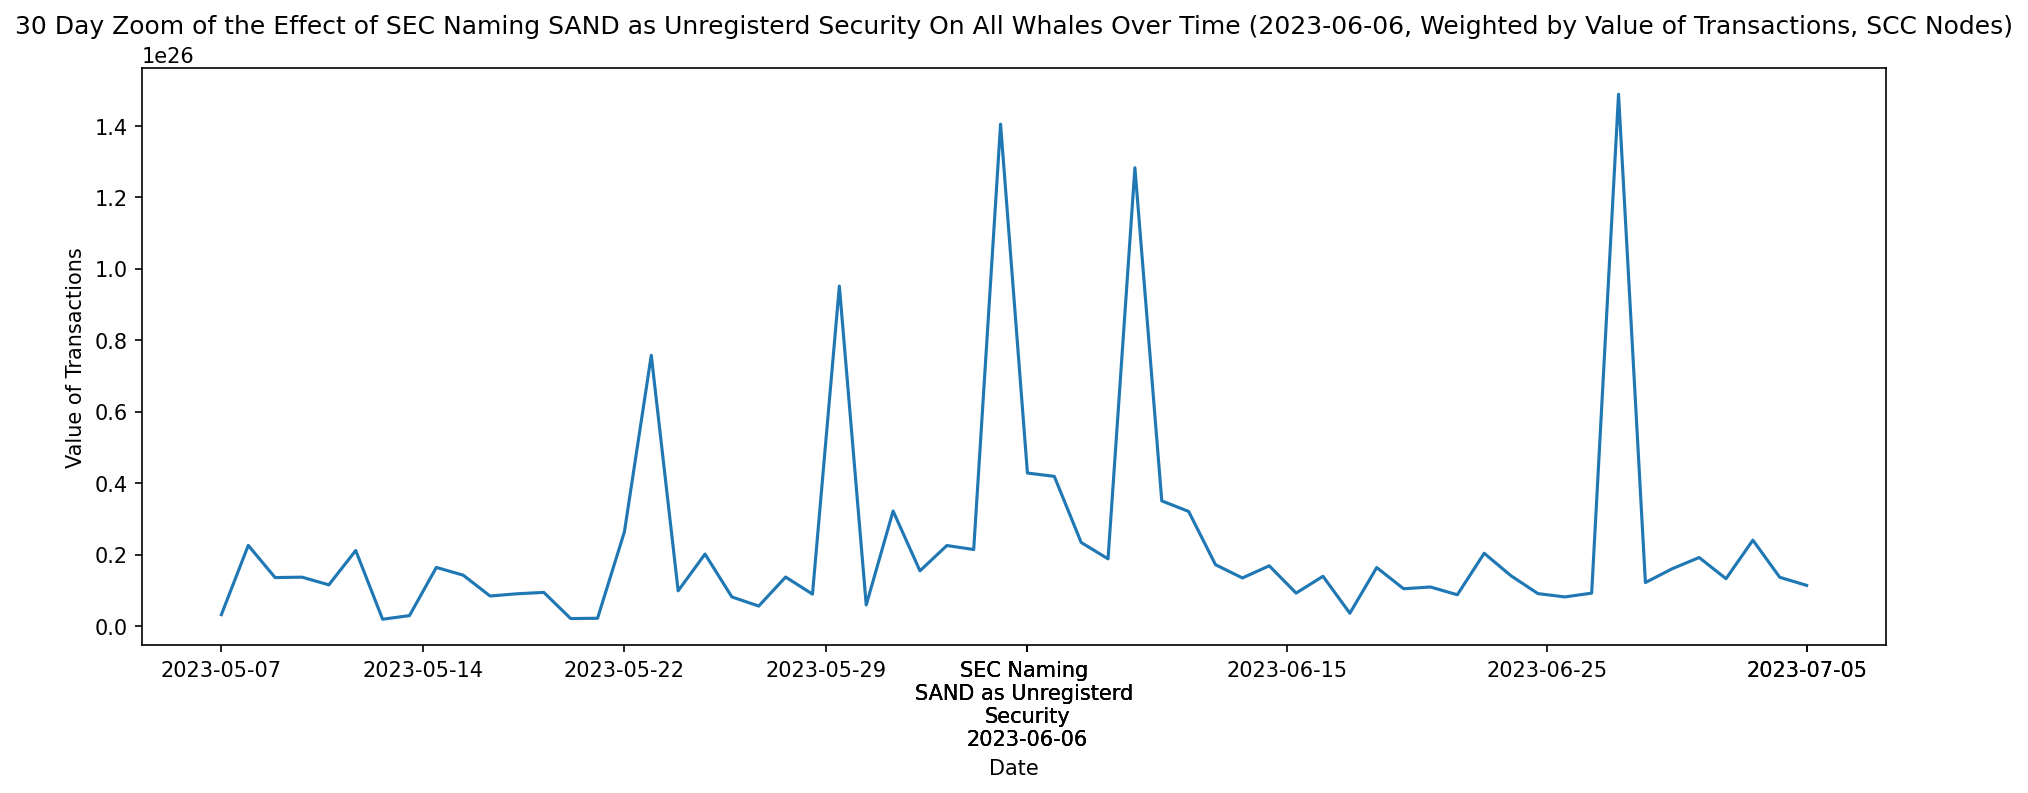 30 Day Zoom of the Effect of SEC Naming SAND as Unregisterd Security On All Whales Over Time (2023-06-06, Weighted by Value of Transactions, SCC Nodes)
1e26
1.4
1.2
1.0
0.8
0.6
0.4
0.2
0.0
Value of Transactions
2023-05-07 2023-05-14 2023-05-22 2023-05-29 SEC Naming 2023-06-15 2023-06-25 2023-07-05
SAND as Unregisterd
Security
2023-06-06
Date